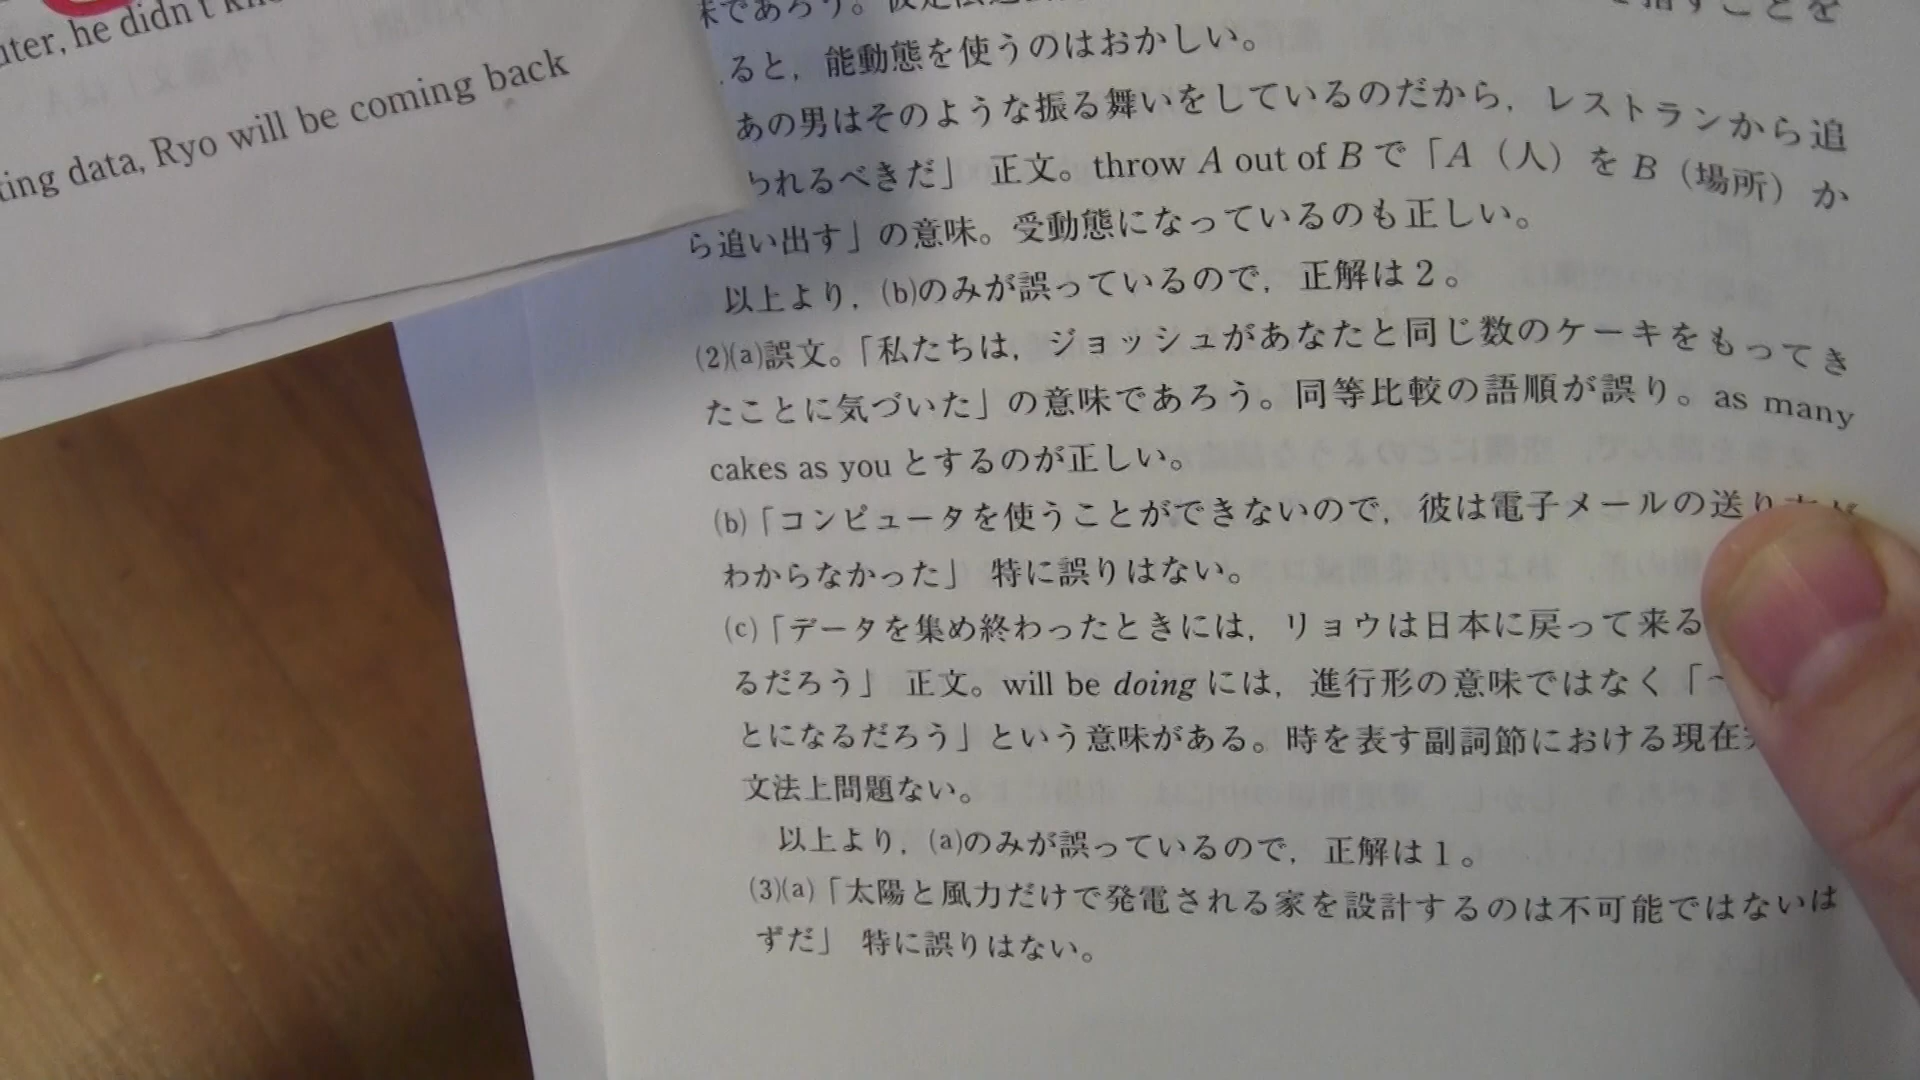 he didn't
ting data, Ryo will be coming back
ると，能動態を使うのはおかしい。
あの男はそのような振る舞いをしているのだから，レストランから追
られるべきだ」 正文。throw A out of B で「A（人）を B（場所）か
ら追い出す」の意味。受動態になっているのも正しい。
以上より，(b)のみが誤っているので，正解は2。
(2)(a)誤文。「私たちは，ジョッシュがあなたと同じ数のケーキをもってき
たことに気づいた」の意味であろう。同等比較の語順が誤り。as many
cakes as you とするのが正しい。
(b)「コンピュータを使うことができないので，彼は電子メールの送り
わからなかった」 特に誤りはない。
(c)「データを集め終わったときには，リョウは日本に戻って来る
るだろう」 正文。will be doing には，進行形の意味ではなく「
とになるだろう」という意味がある。時を表す副詞節における現在
文法上問題ない。
以上より，(a)のみが誤っているので，正解は1。
(3)(a)「太陽と風力だけで発電される家を設計するのは不可能ではないは
ずだ」 特に誤りはない。